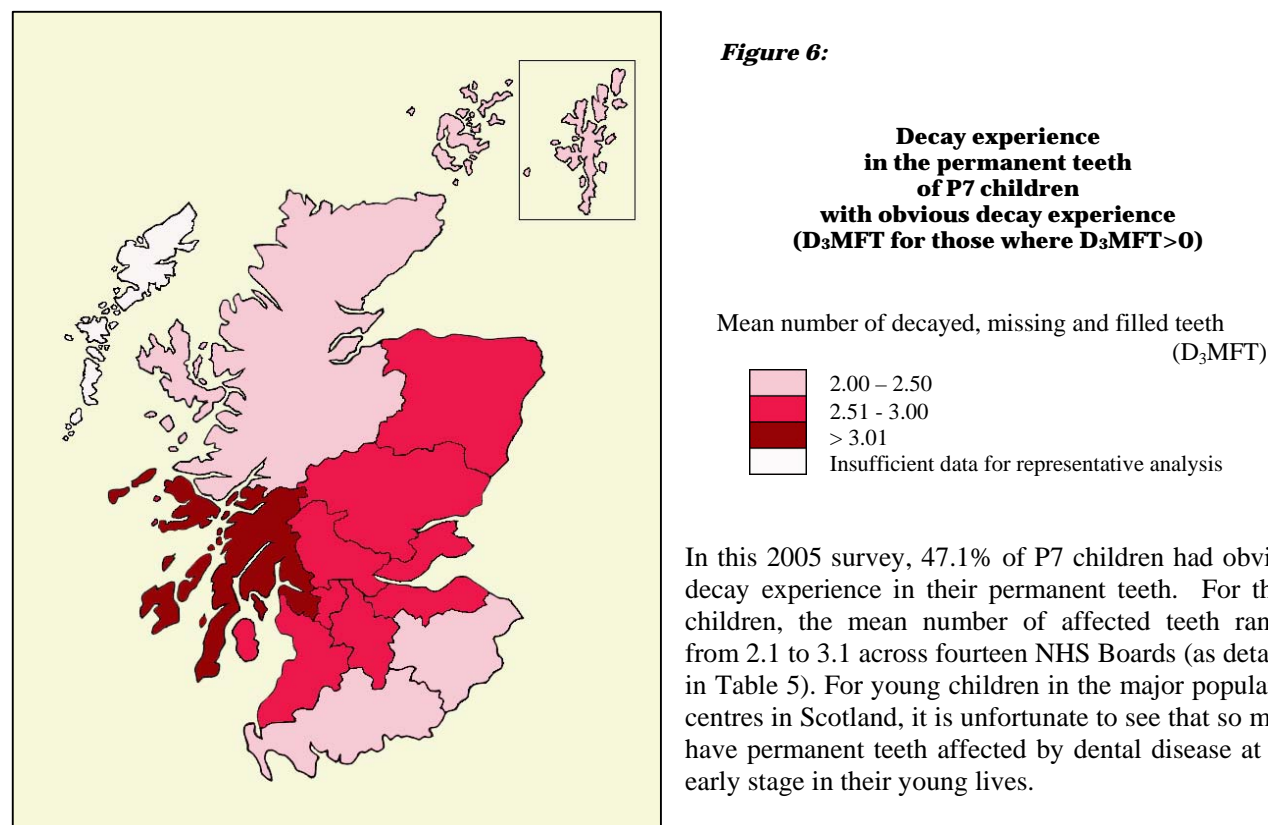 Figure 6:
Decay experience
in the permanent teeth
of P7 children
with obvious decay experience
(D₃MFT for those where D₃MFT>0)
Mean number of decayed, missing and filled teeth
(D₃MFT)
2.00 – 2.50
2.51 - 3.00
> 3.01
Insufficient data for representative analysis
In this 2005 survey, 47.1% of P7 children had obvi
decay experience in their permanent teeth. For th
children, the mean number of affected teeth ran
from 2.1 to 3.1 across fourteen NHS Boards (as deta
in Table 5). For young children in the major popula
centres in Scotland, it is unfortunate to see that so m
have permanent teeth affected by dental disease at
early stage in their young lives.